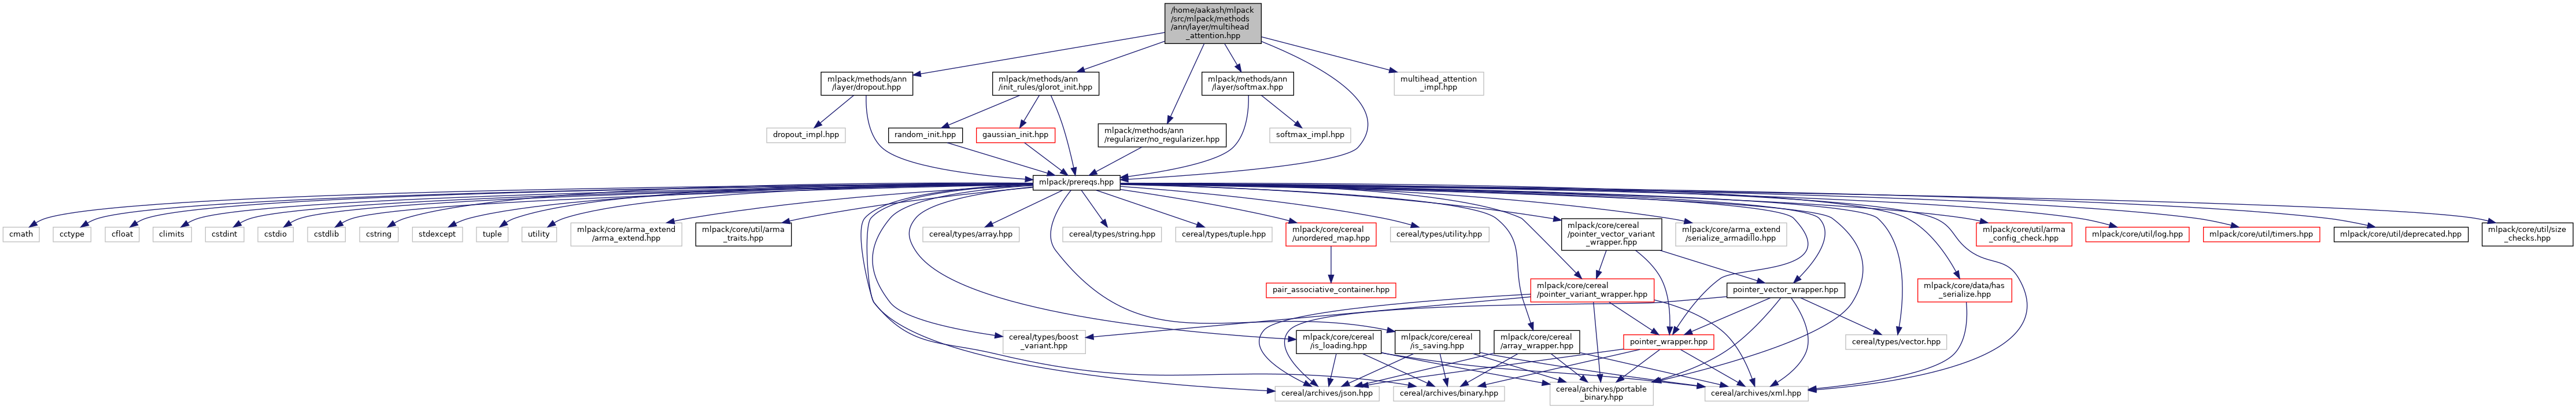 /home/aakash/mlpack
/src/mlpack/methods
/ann/layer/multihead
_attention.hpp
mlpack/methods/ann
/layer/dropout.hpp
mlpack/methods/ann
/init_rules/glorot_init.hpp
mlpack/methods/ann
/layer/softmax.hpp
multihead_attention
_impl.hpp
dropout_impl.hpp
random_init.hpp
gaussian_init.hpp
mlpack/methods/ann
/regularizer/no_regularizer.hpp
softmax_impl.hpp
mlpack/prereqs.hpp
cmath
cctype
cfloat
climits
cstdint
cstdio
cstdlib
cstring
stdexcept
tuple
utility
mlpack/core/arma_extend
/arma_extend.hpp
mlpack/core/util/arma
_traits.hpp
cereal/types/array.hpp
cereal/types/string.hpp
cereal/types/tuple.hpp
mlpack/core/cereal
/unordered_map.hpp
cereal/types/utility.hpp
mlpack/core/cereal
/pointer_vector_variant
_wrapper.hpp
mlpack/core/arma_extend
/serialize_armadillo.hpp
mlpack/core/util/arma
_config_check.hpp
mlpack/core/util/log.hpp
mlpack/core/util/timers.hpp
mlpack/core/util/deprecated.hpp
mlpack/core/util/size
_checks.hpp
pair_associative_container.hpp
mlpack/core/cereal
/pointer_variant_wrapper.hpp
pointer_vector_wrapper.hpp
mlpack/core/data/has
_serialize.hpp
cereal/types/boost
_variant.hpp
mlpack/core/cereal
/is_loading.hpp
mlpack/core/cereal
/is_saving.hpp
mlpack/core/cereal
/array_wrapper.hpp
pointer_wrapper.hpp
cereal/types/vector.hpp
cereal/archives/json.hpp
cereal/archives/binary.hpp
cereal/archives/portable
_binary.hpp
cereal/archives/xml.hpp